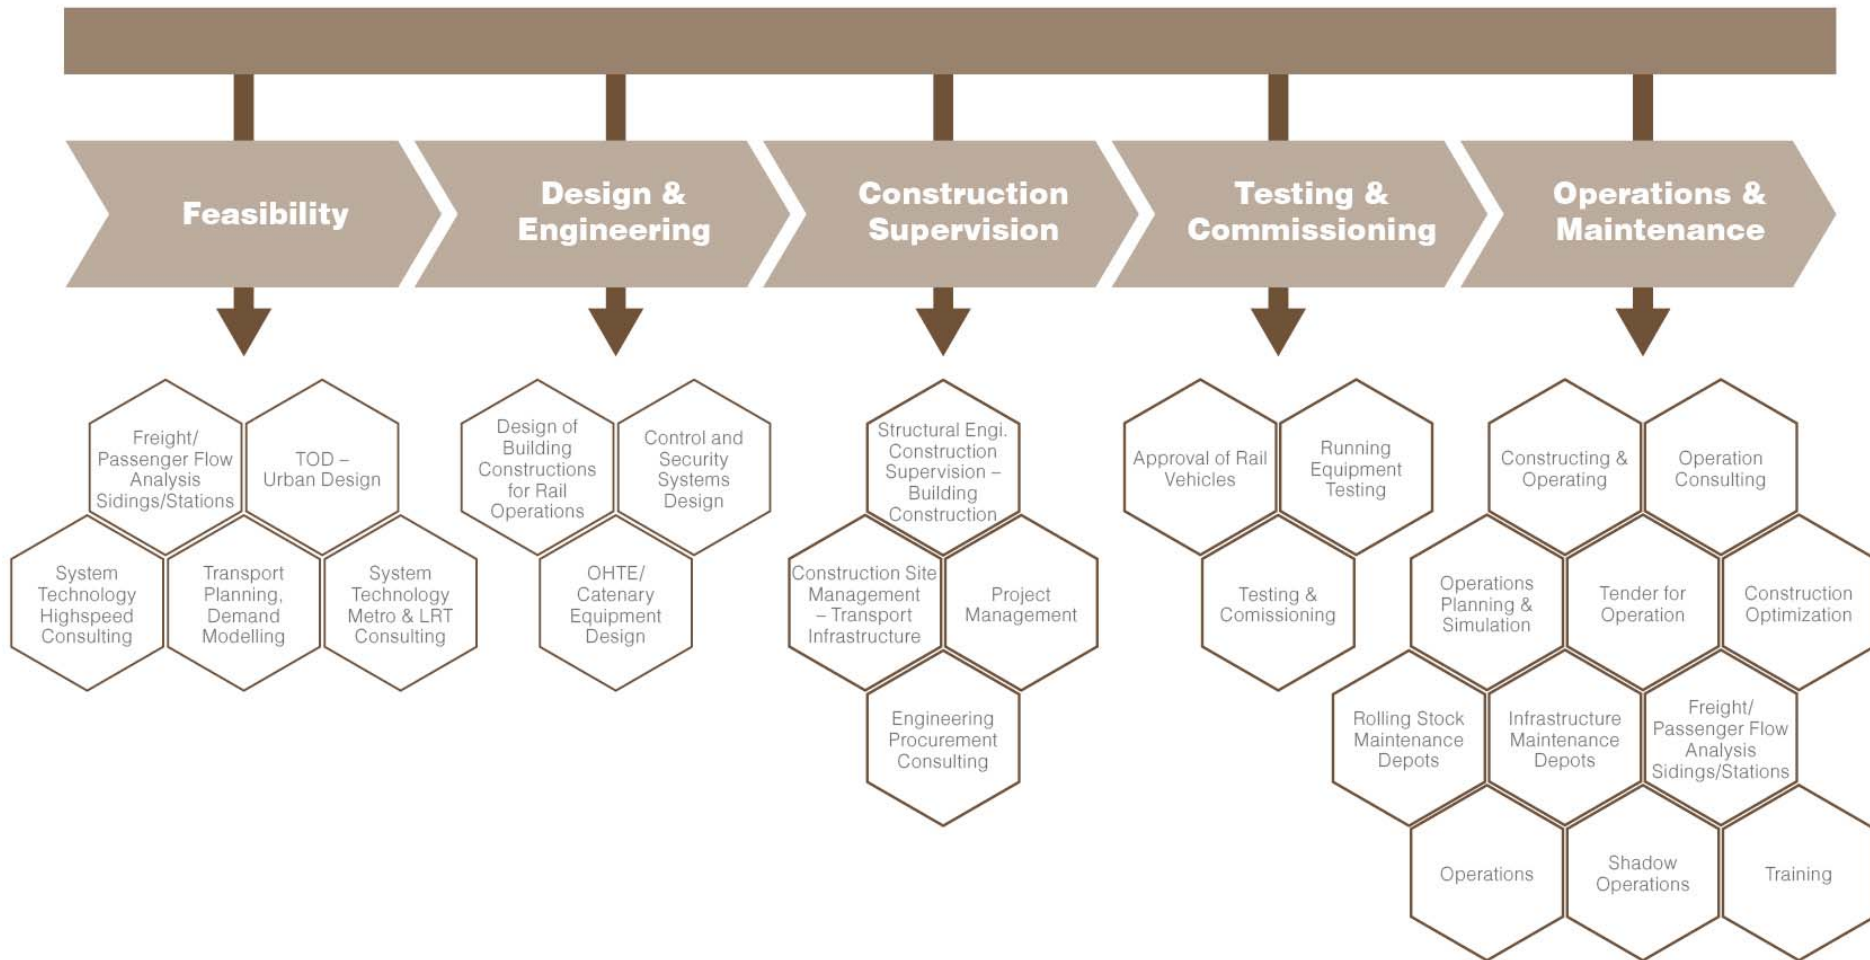 Feasibility
Design &
Engineering
Construction
Supervision
Testing &
Commissioning
Operations &
Maintenance
Freight/
Passenger Flow
Analysis
Sidings/Stations
TOD –
Urban Design
System
Technology
Highspeed
Consulting
Transport
Planning,
Demand
Modelling
System
Technology
Metro & LRT
Consulting
Design of
Building
Constructions
for Rail
Operations
Control and
Security
Systems
Design
OHTE/
Catenary
Equipment
Design
Structural Engi.
Construction
Supervision –
Building
Construction
Construction Site
Management
– Transport
Infrastructure
Project
Management
Engineering
Procurement
Consulting
Approval of Rail
Vehicles
Running
Equipment
Testing
Testing &
Comissioning
Constructing &
Operating
Operation
Consulting
Operations
Planning &
Simulation
Tender for
Operation
Construction
Optimization
Rolling Stock
Maintenance
Depots
Infrastructure
Maintenance
Depots
Freight/
Passenger Flow
Analysis
Sidings/Stations
Operations
Shadow
Operations
Training